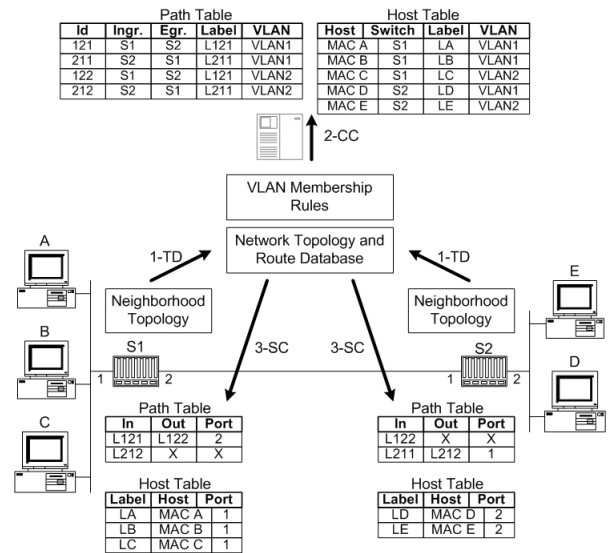 Path Table
Id Ingr. Egr. Label VLAN
121 S1 S2 L121 VLAN1
211 S2 S1 L211 VLAN1
122 S1 S2 L121 VLAN2
212 S2 S1 L211 VLAN2
Host Table
Host Switch Label VLAN
MAC A S1 LA VLAN1
MAC B S1 LB VLAN1
MAC C S1 LC VLAN2
MAC D S2 LD VLAN1
MAC E S2 LE VLAN2
2-CC
VLAN Membership
Rules
Network Topology and
Route Database
1-TD
1-TD
A
B
C
Neighborhood
Topology
Neighborhood
Topology
E
D
S1
1 2
3-SC
3-SC
S2
1 2
Path Table
In Out Port
L121 L122 2
L212 X X
Host Table
Label Host Port
LA MAC A 1
LB MAC B 1
LC MAC C 1
Path Table
In Out Port
L122 X X
L211 L212 1
Host Table
Label Host Port
LD MAC D 2
LE MAC E 2